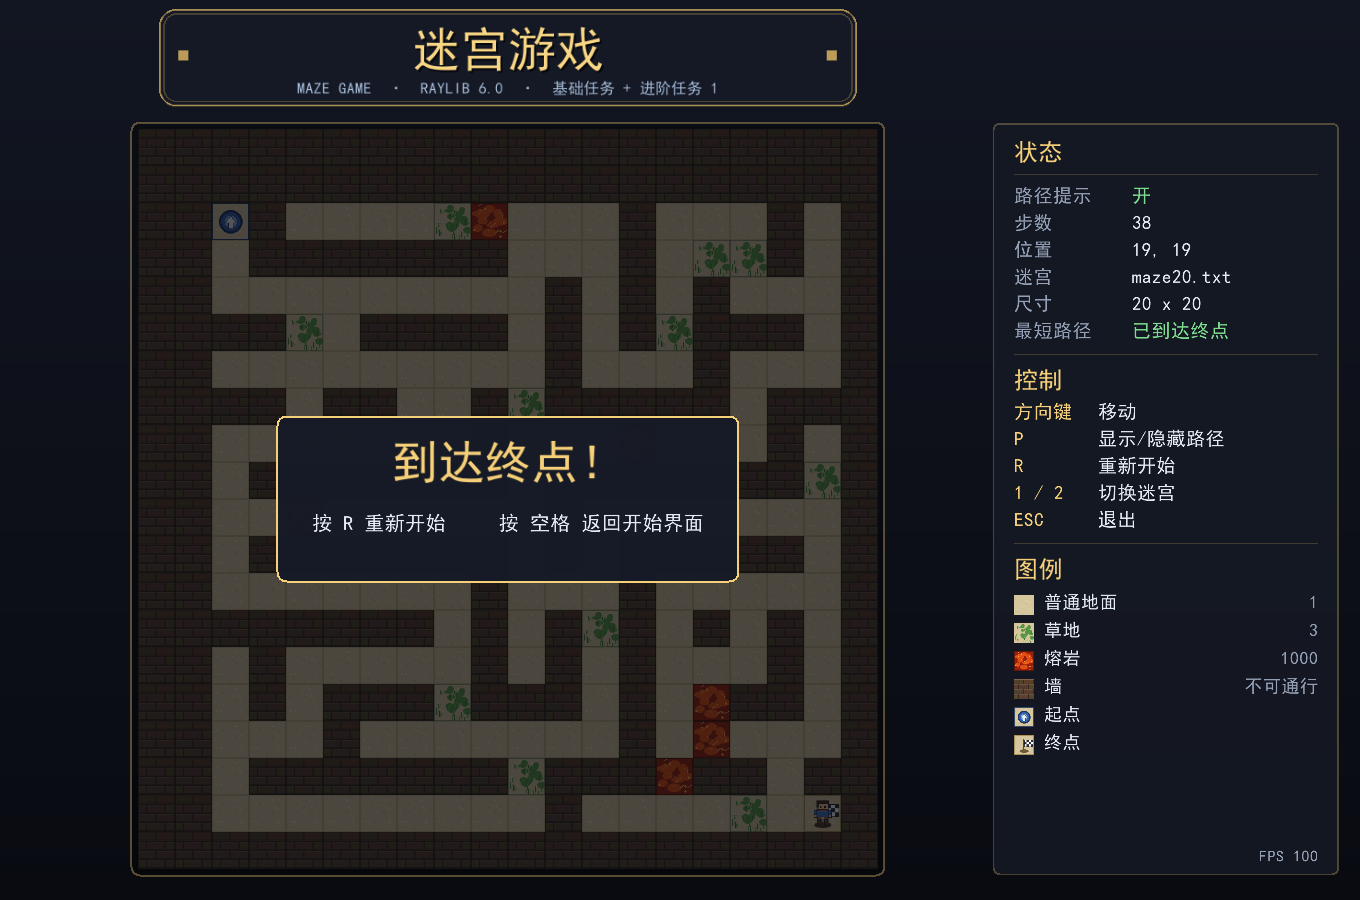 迷宫游戏
MAZE GAME · RAYLIB 6.0 · 基础任务 + 进阶任务 1
状态
路径提示 开
步数 38
位置 19, 19
迷宫 maze20.txt
尺寸 20 x 20
最短路径 已到达终点
控制
方向键 移动
P 显示/隐藏路径
R 重新开始
1 / 2 切换迷宫
ESC 退出
图例
普通地面 1
草地 3
熔岩 1000
墙 不可通行
起点
终点
FPS 100
到达终点!
按 R 重新开始 按 空格 返回开始界面